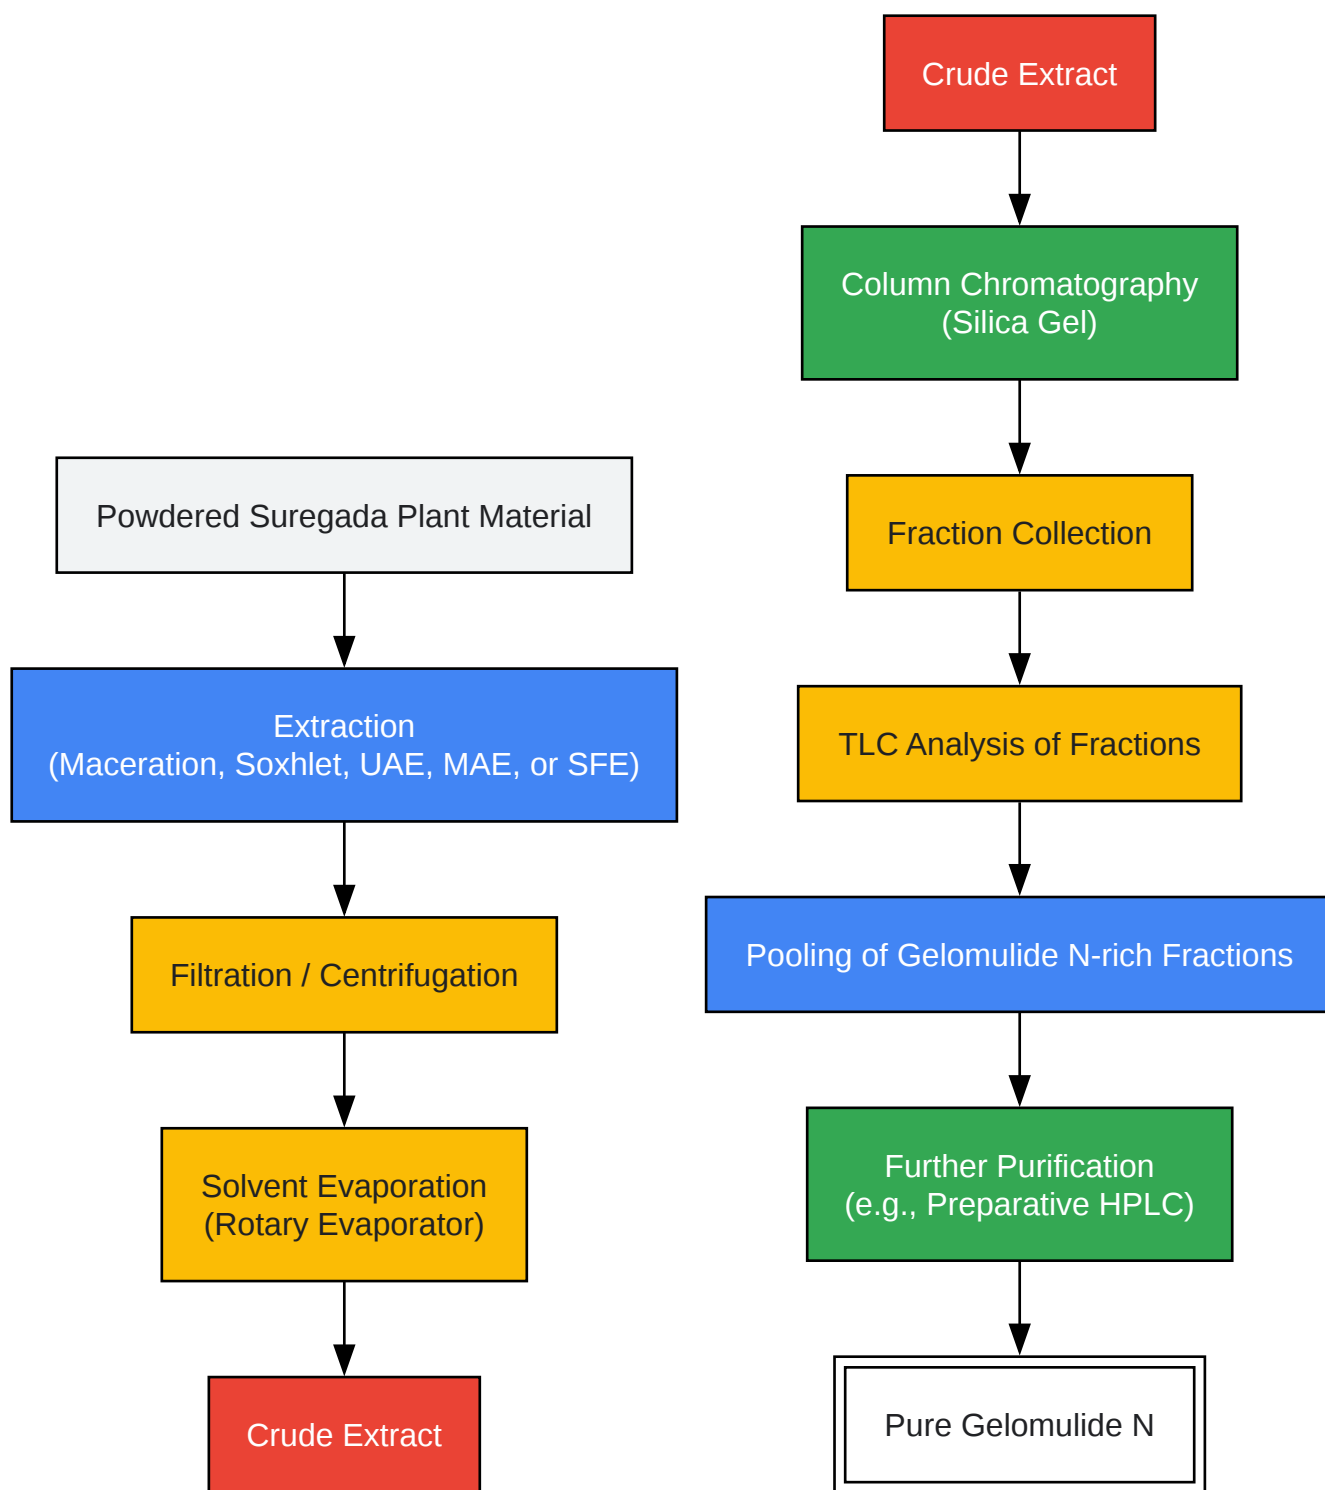 Powdered Suregada Plant Material
Extraction
(Maceration, Soxhlet, UAE, MAE, or SFE)
Filtration / Centrifugation
Solvent Evaporation
(Rotary Evaporator)
Crude Extract
Crude Extract
Column Chromatography
(Silica Gel)
Fraction Collection
TLC Analysis of Fractions
Pooling of Gelomulide N-rich Fractions
Further Purification
(e.g., Preparative HPLC)
Pure Gelomulide N